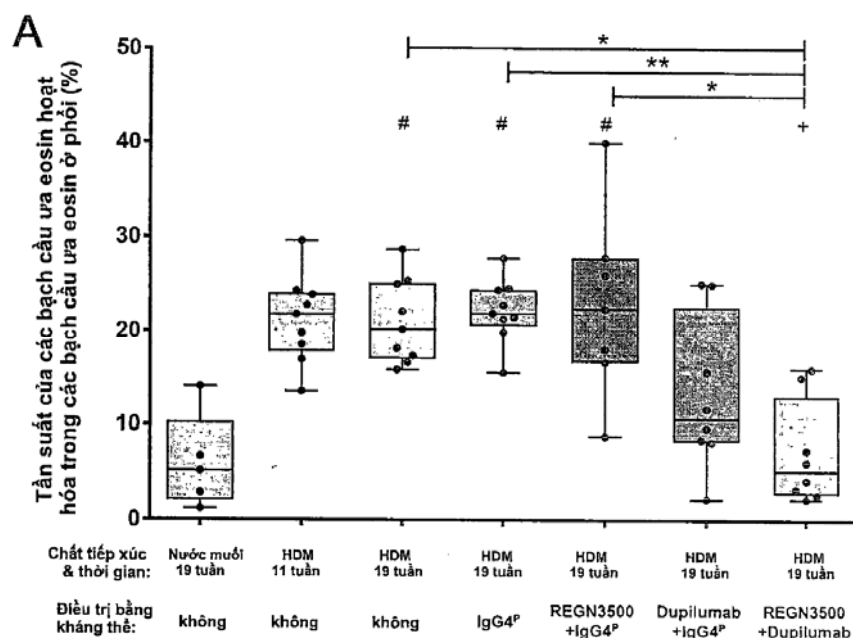 A
Tần suất của các bạch cầu ưa eosin hoạt
hóa trong các bạch cầu ưa eosin ở phổi (%)
50
40
30
20
10
0
*
**
*
# # # +
Chất tiếp xúc
& thời gian:
Nước muối
19 tuần
HDM
11 tuần
HDM
19 tuần
HDM
19 tuần
HDM
19 tuần
HDM
19 tuần
HDM
19 tuần
Điều trị bằng
kháng thể:
không
không
không
IgG4ᴾ
REGN3500
+IgG4ᴾ
Dupilumab
+IgG4ᴾ
REGN3500
+Dupilumab